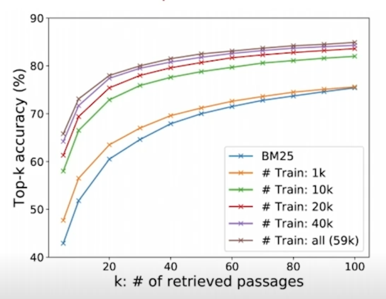 90
80
70
60
50
40
Top-k accuracy (%)
BM25
# Train: 1k
# Train: 10k
# Train: 20k
# Train: 40k
# Train: all (59k)
20 40 60 80 100
k: # of retrieved passages